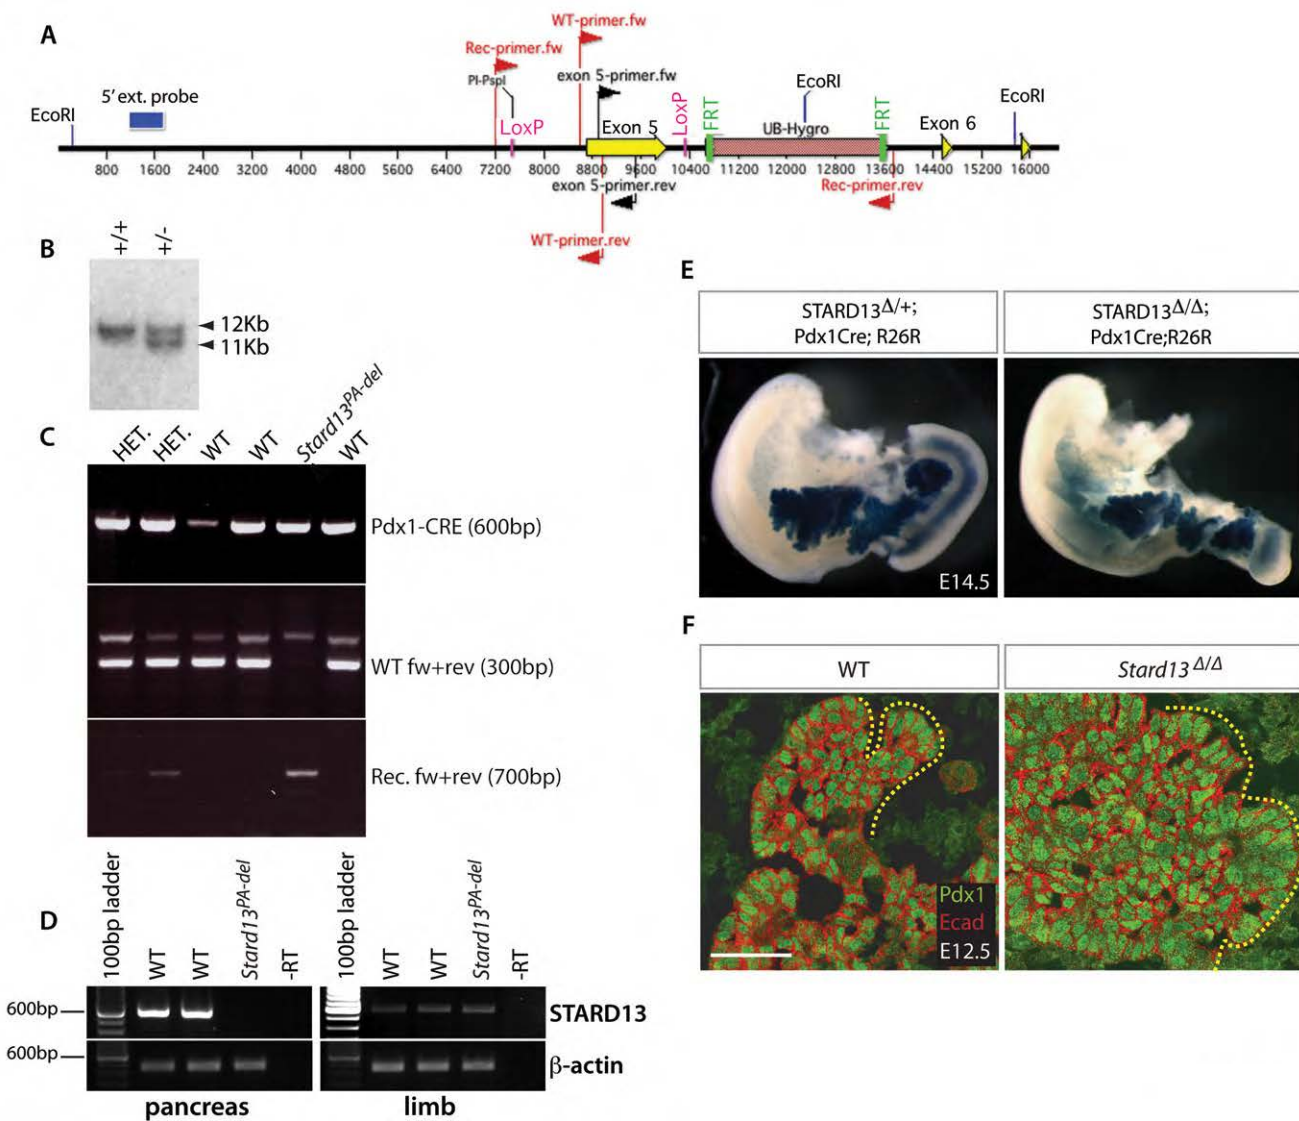 A
WT-primer.fw
Rec-primer.fw
PI-PspI
exon 5-primer.fw
EcoRI
5' ext. probe
EcoRI
EcoRI
LoxP
Exon 5
LoxP
FRT
UB-Hygro
FRT
Exon 6
800 1600 2400 3200 4000 4800 5600 6400 7200 8000 8800 9600 10400 11200 12000 12800 13600 14400 15200 16000
exon 5-primer.rev
Rec-primer.rev
WT-primer.rev
B
+/+ +/-
12Kb
11Kb
C
HET. HET. WT WT Stard13PA-del WT
Pdx1-CRE (600bp)
WT fw+rev (300bp)
Rec. fw+rev (700bp)
D
100bp ladder WT WT Stard13PA-del -RT
100bp ladder WT WT Stard13PA-del -RT
600bp
STARD13
600bp
β-actin
pancreas
limb
E
STARD13Δ/+;
Pdx1Cre; R26R
STARD13Δ/Δ;
Pdx1Cre;R26R
E14.5
F
WT
Stard13 Δ/Δ
Pdx1
Ecad
E12.5